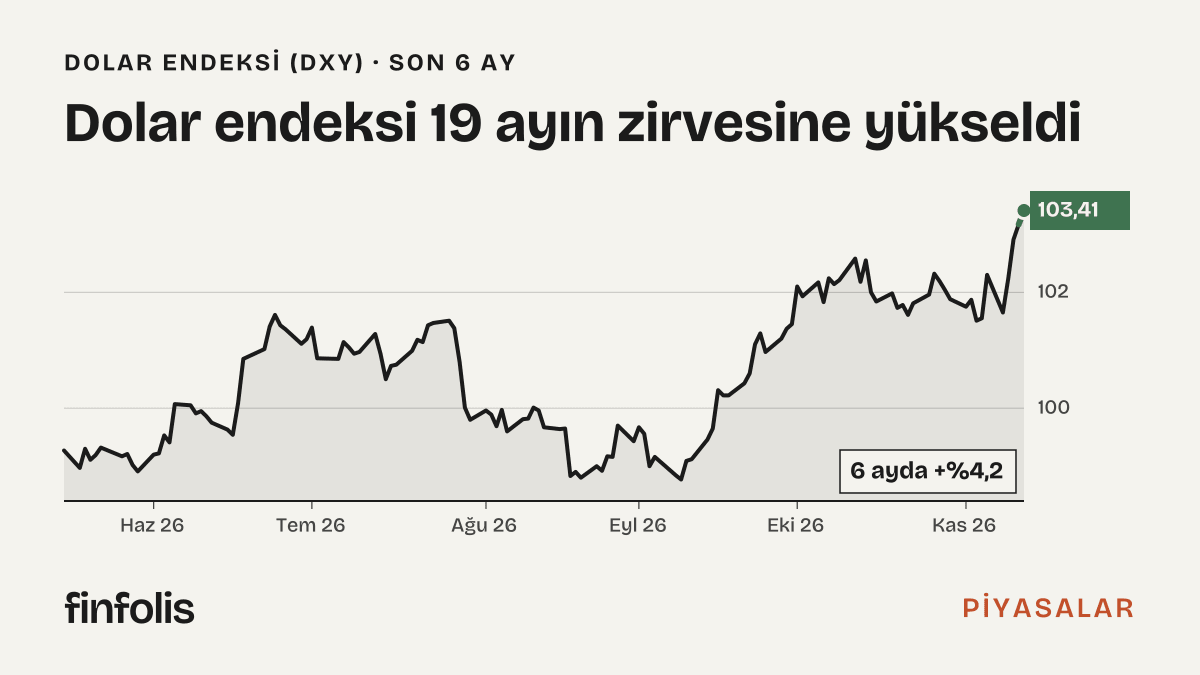 DOLAR ENDEKSİ (DXY) · SON 6 AY
Dolar endeksi 19 ayın zirvesine yükseldi
103,41
102
100
6 ayda +%4,2
Haz 26 Tem 26 Ağu 26 Eyl 26 Eki 26 Kas 26
finfolis
PİYASALAR